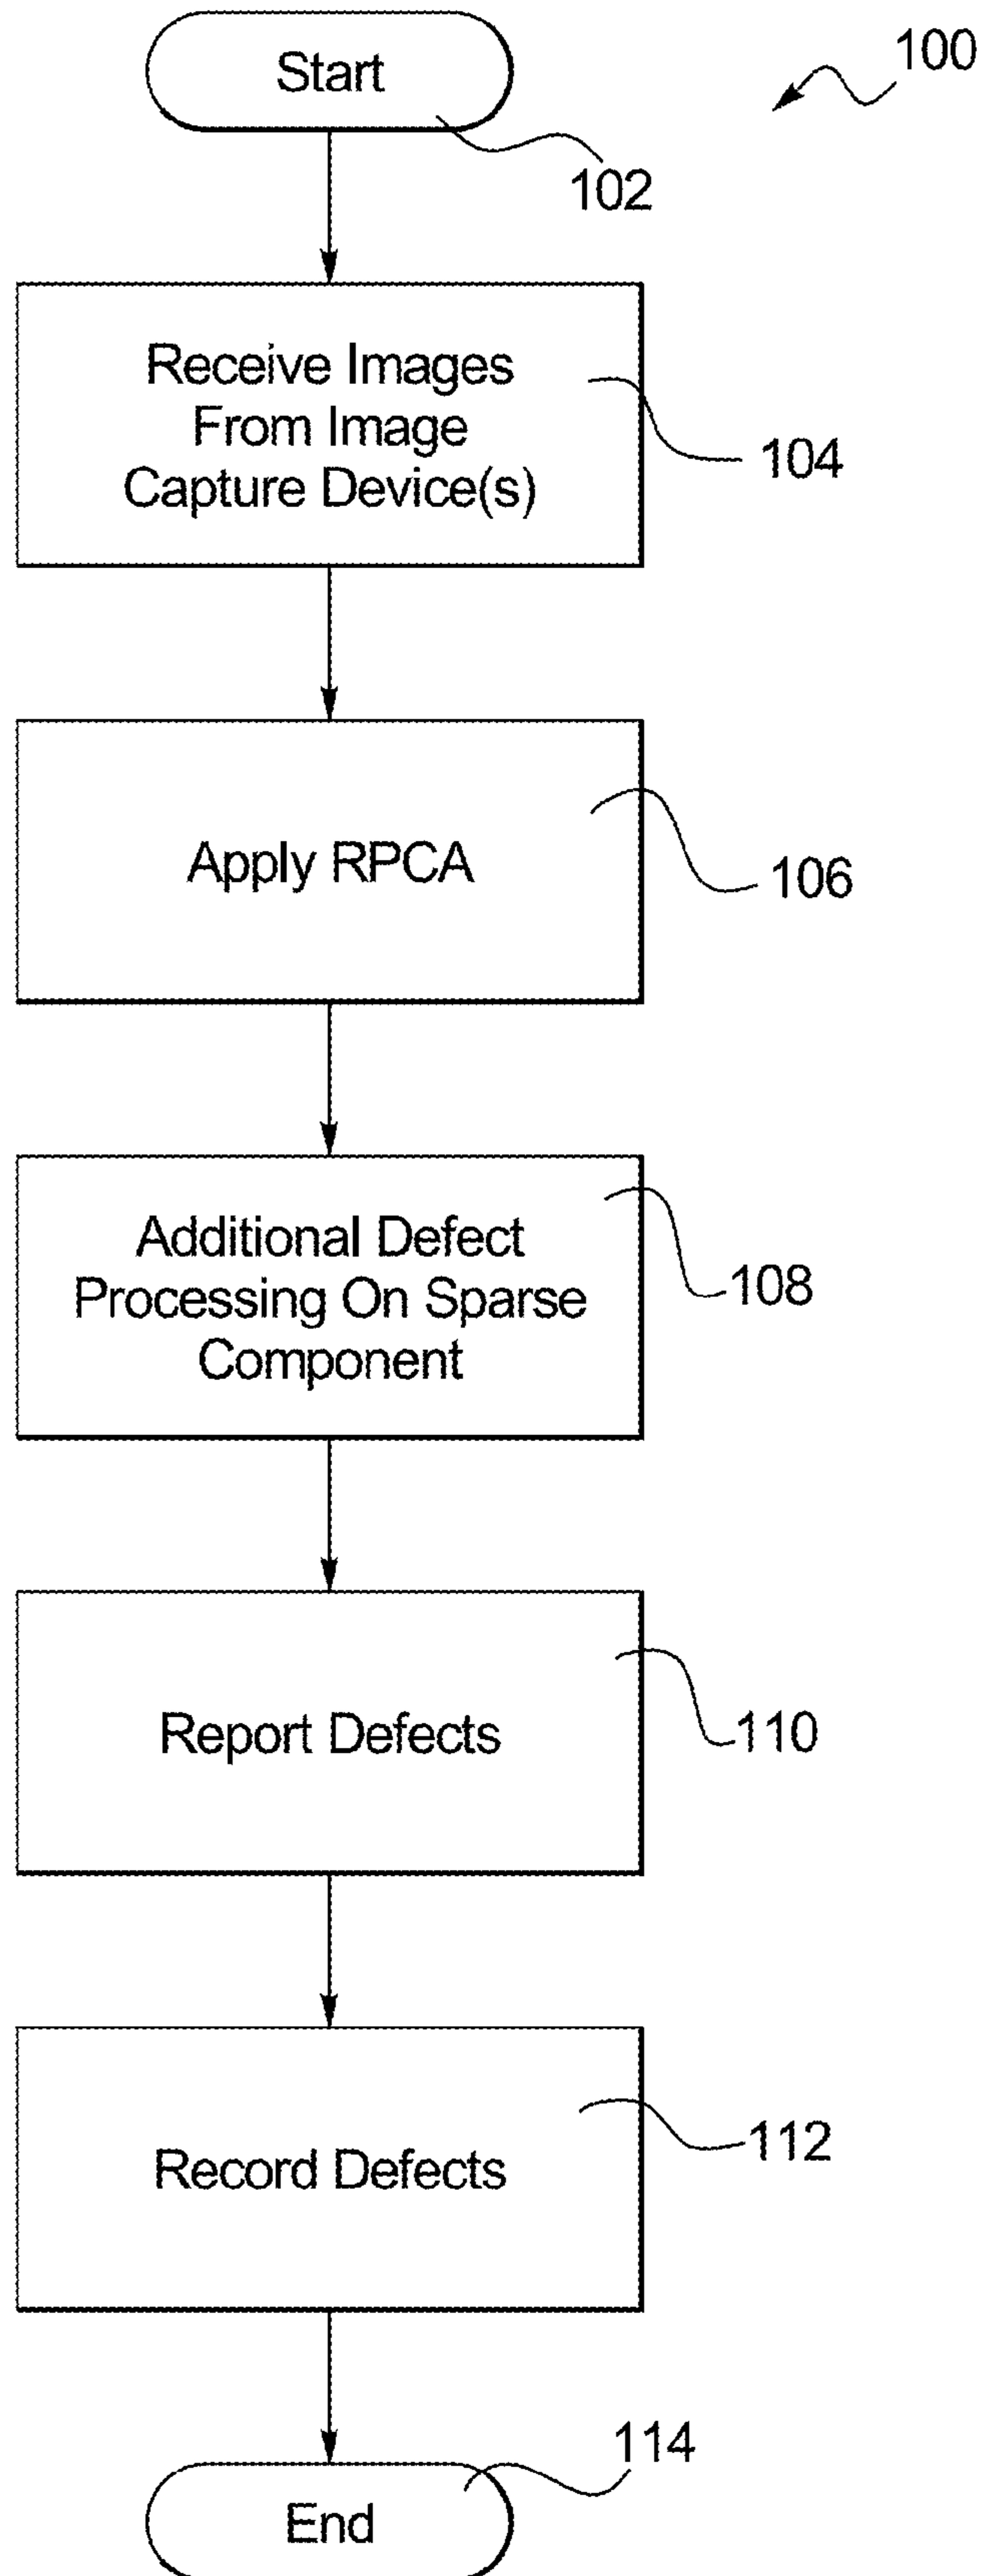 Start
100
102
Receive Images
From Image
Capture Device(s)
104
Apply RPCA
106
Additional Defect
Processing On Sparse
Component
108
Report Defects
110
Record Defects
112
114
End